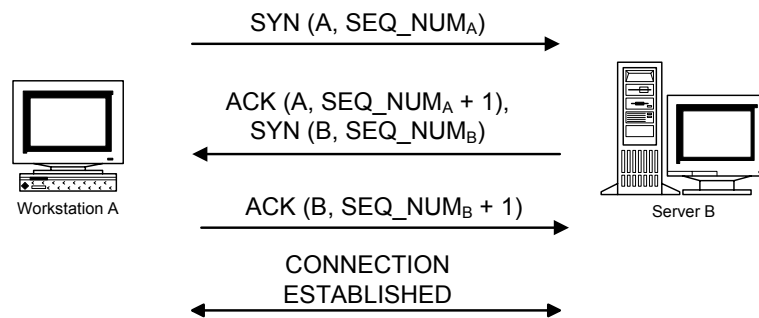 SYN (A, SEQ_NUMA)
ACK (A, SEQ_NUMA + 1),
SYN (B, SEQ_NUMB)
Workstation A
ACK (B, SEQ_NUMB + 1)
Server B
CONNECTION
ESTABLISHED